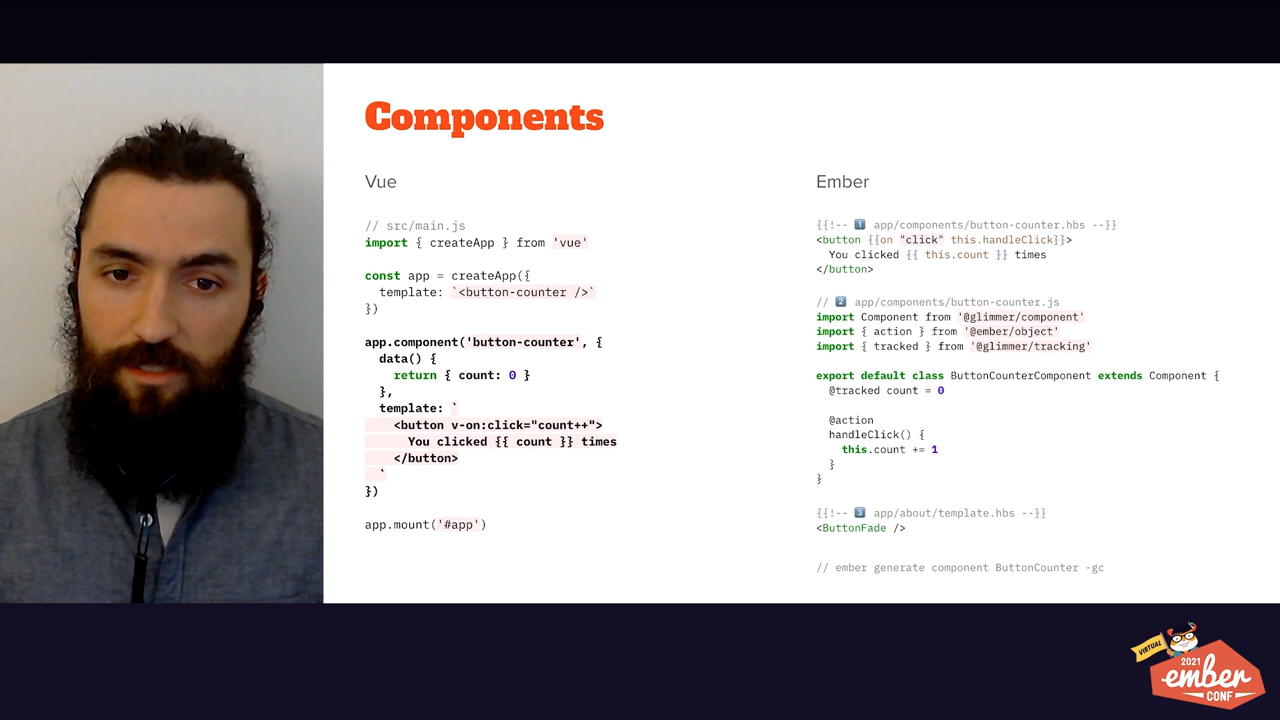 Components
Vue
// src/main.js
import { createApp } from 'vue'
const app = createApp({
template: `<button-counter />`
})
app.component('button-counter', {
data() {
return { count: 0 }
},
template: `
<button v-on:click="count++">
You clicked {{ count }} times
</button>
`
})
app.mount('#app')
Ember
{{!-- 1 app/components/button-counter.hbs --}}
<button {{on "click" this.handleClick}}>
You clicked {{ this.count }} times
</button>
// 2 app/components/button-counter.js
import Component from '@glimmer/component'
import { action } from '@ember/object'
import { tracked } from '@glimmer/tracking'
export default class ButtonCounterComponent extends Component {
@tracked count = 0
@action
handleClick() {
this.count += 1
}
}
{{!-- 3 app/about/template.hbs --}}
<ButtonFade />
// ember generate component ButtonCounter -gc
VIRTUAL
2021
ember
CONF